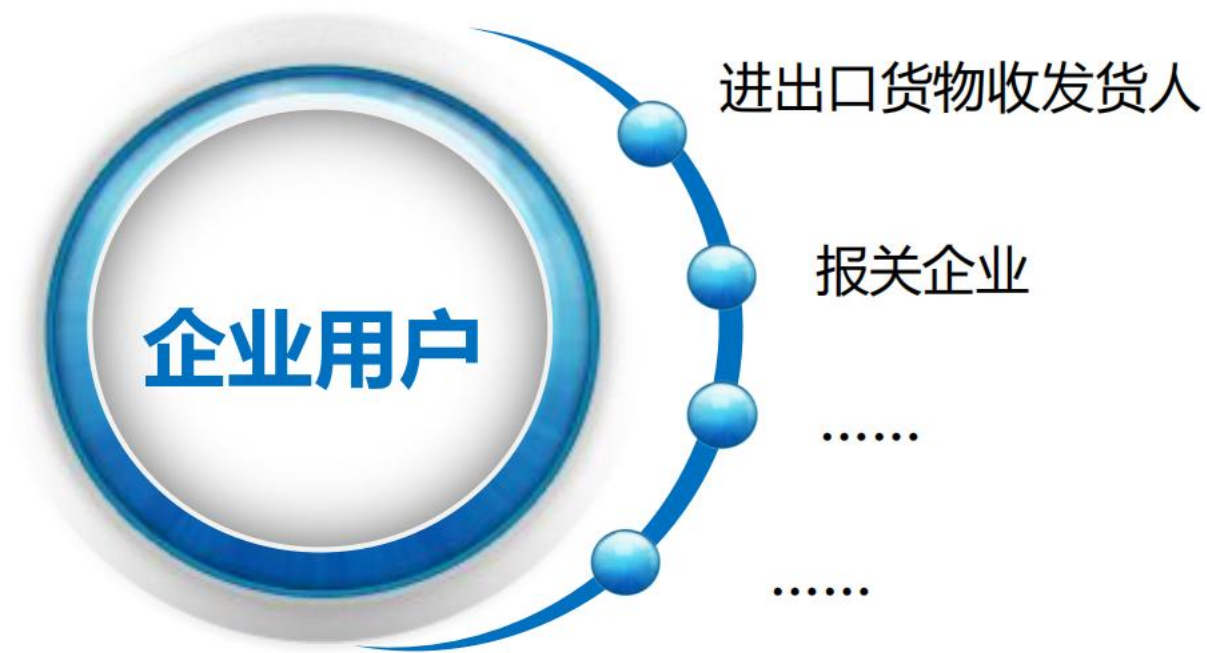 进出口货物收发货人
报关企业
企业用户
……
……